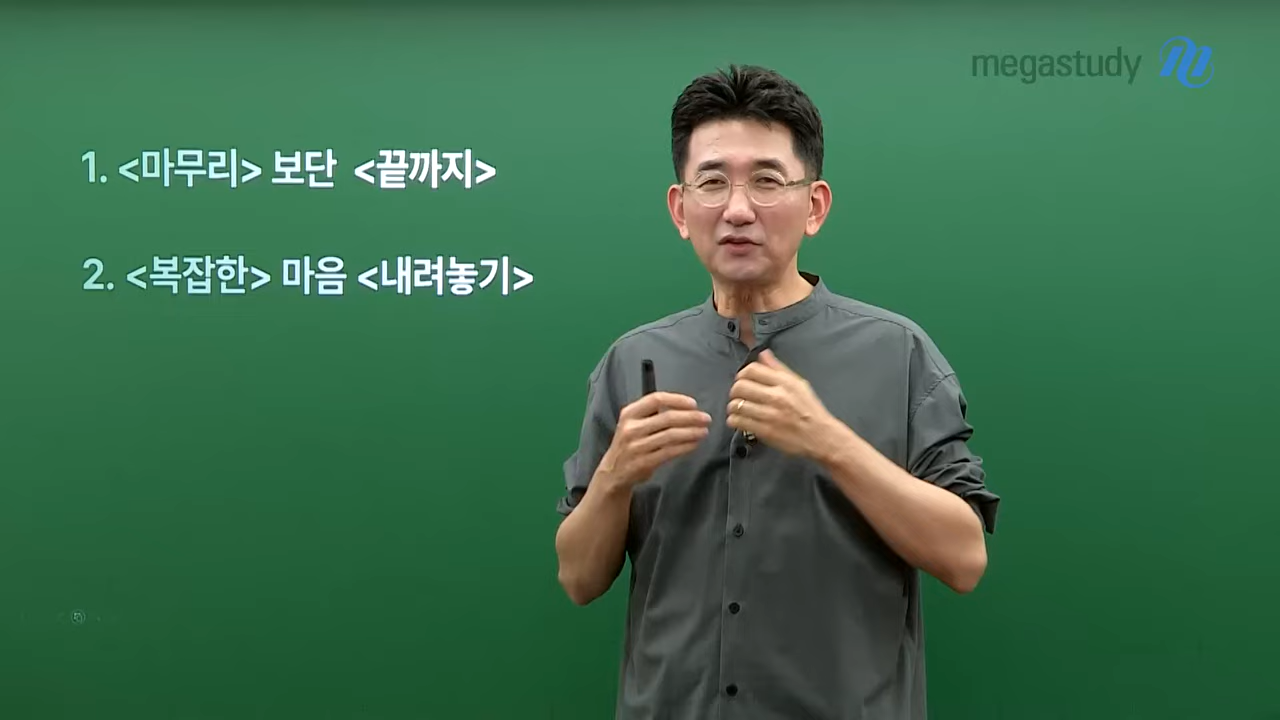 megastudy
1. <마무리> 보단 <끝까지>
2. <복잡한> 마음 <내려놓기>